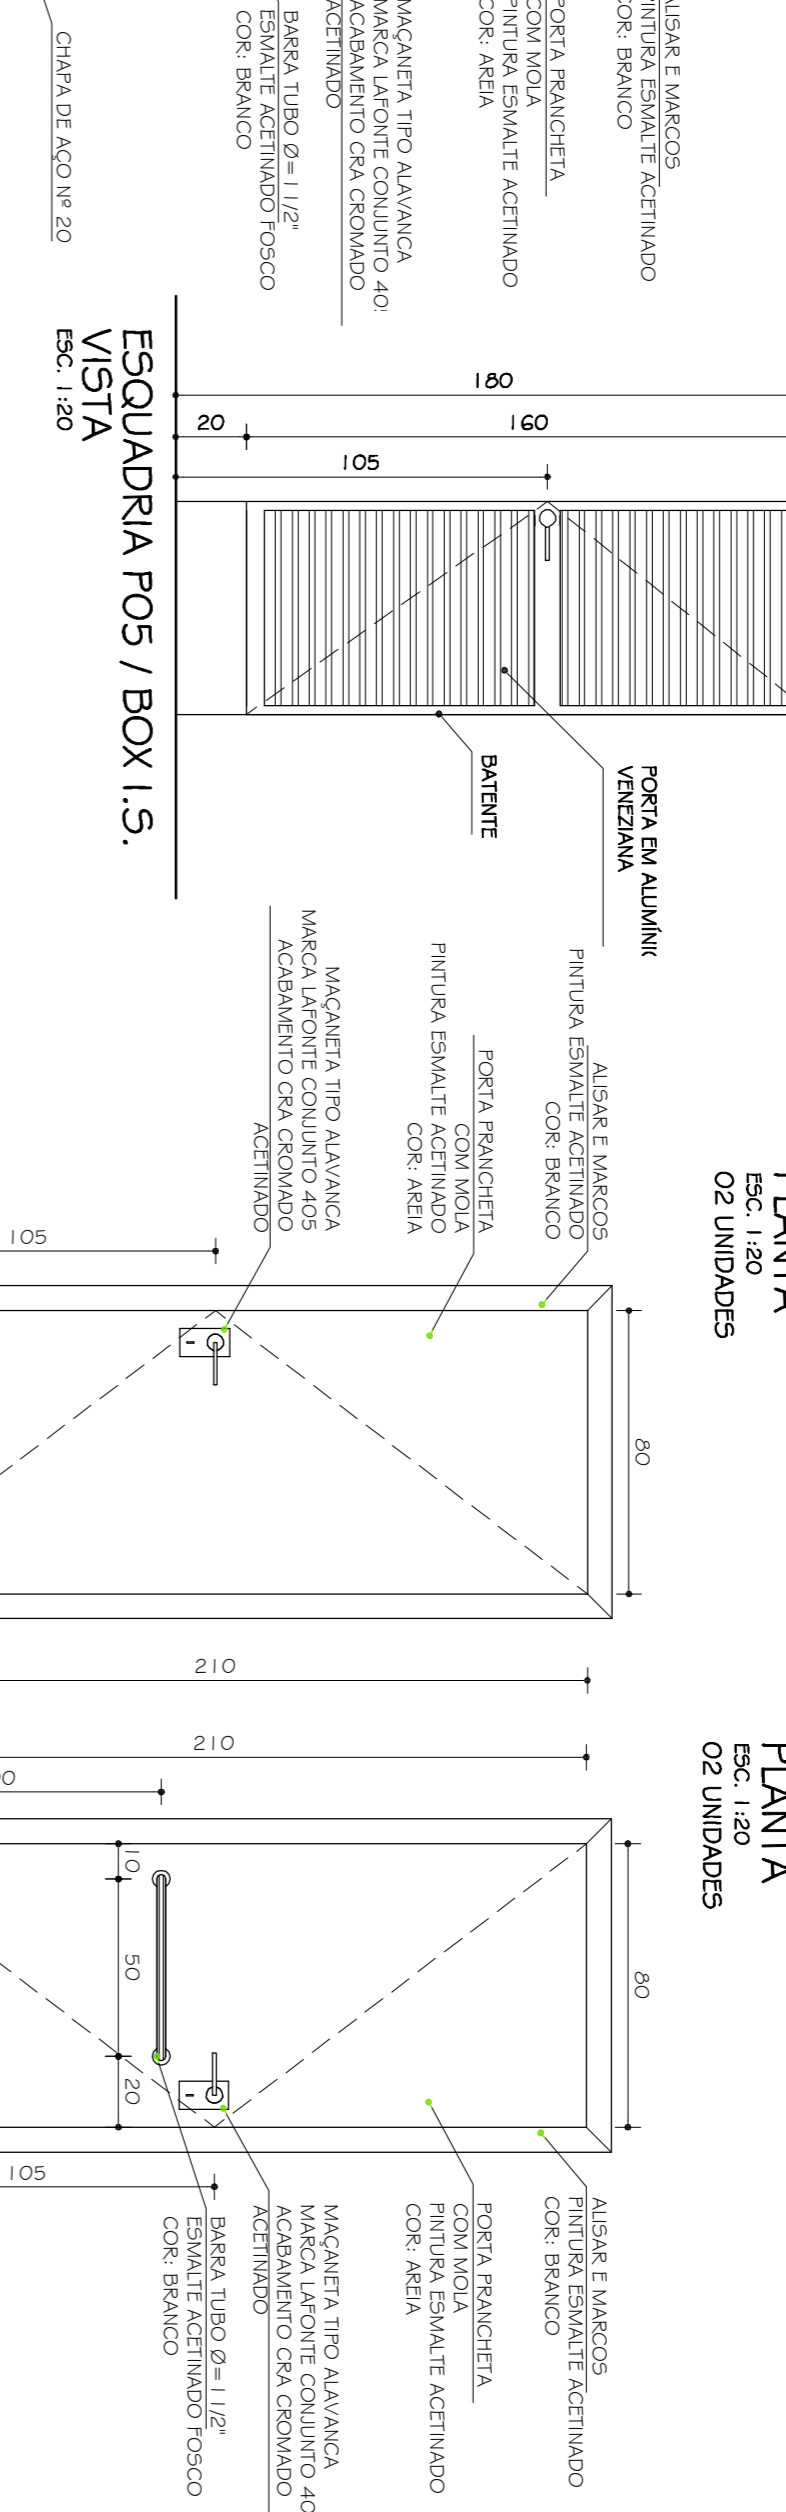 ALISAR E MARCOS
PINTURA ESMALTE ACETINADO
COR: BRANCO
PORTA PRANCHETA
COM MOLA
PINTURA ESMALTE ACETINADO
COR: AREIA
MAÇANETA TIPO ALAVANCA
MARCA LAFONTE CONJUNTO 40
ACABAMENTO CRA CROMADO
ACETINADO
BARRA TUBO Ø= 1 1/2"
ESMALTE ACETINADO FOSCO
COR: BRANCO
CHAPA DE AÇO Nº 20
180
20
160
105
PORTA EM ALUMÍNI
VENEZIANA
BATENTE
ESQUADRIA P05 / BOX I.S.
VISTA
ESC. 1:20
PLANTA
ESC. 1:20
02 UNIDADES
ALISAR E MARCOS
PINTURA ESMALTE ACETINADO
COR: BRANCO
PORTA PRANCHETA
COM MOLA
PINTURA ESMALTE ACETINADO
COR: AREIA
MAÇANETA TIPO ALAVANCA
MARCA LAFONTE CONJUNTO 405
ACABAMENTO CRA CROMADO
ACETINADO
105
80
210
PLANTA
ESC. 1:20
02 UNIDADES
210
0
10
50
20
80
105
ALISAR E MARCOS
PINTURA ESMALTE ACETINADO
COR: BRANCO
PORTA PRANCHETA
COM MOLA
PINTURA ESMALTE ACETINADO
COR: AREIA
MAÇANETA TIPO ALAVANCA
MARCA LAFONTE CONJUNTO 40
ACABAMENTO CRA CROMADO
ACETINADO
BARRA TUBO Ø= 1 1/2"
ESMALTE ACETINADO FOSCO
COR: BRANCO